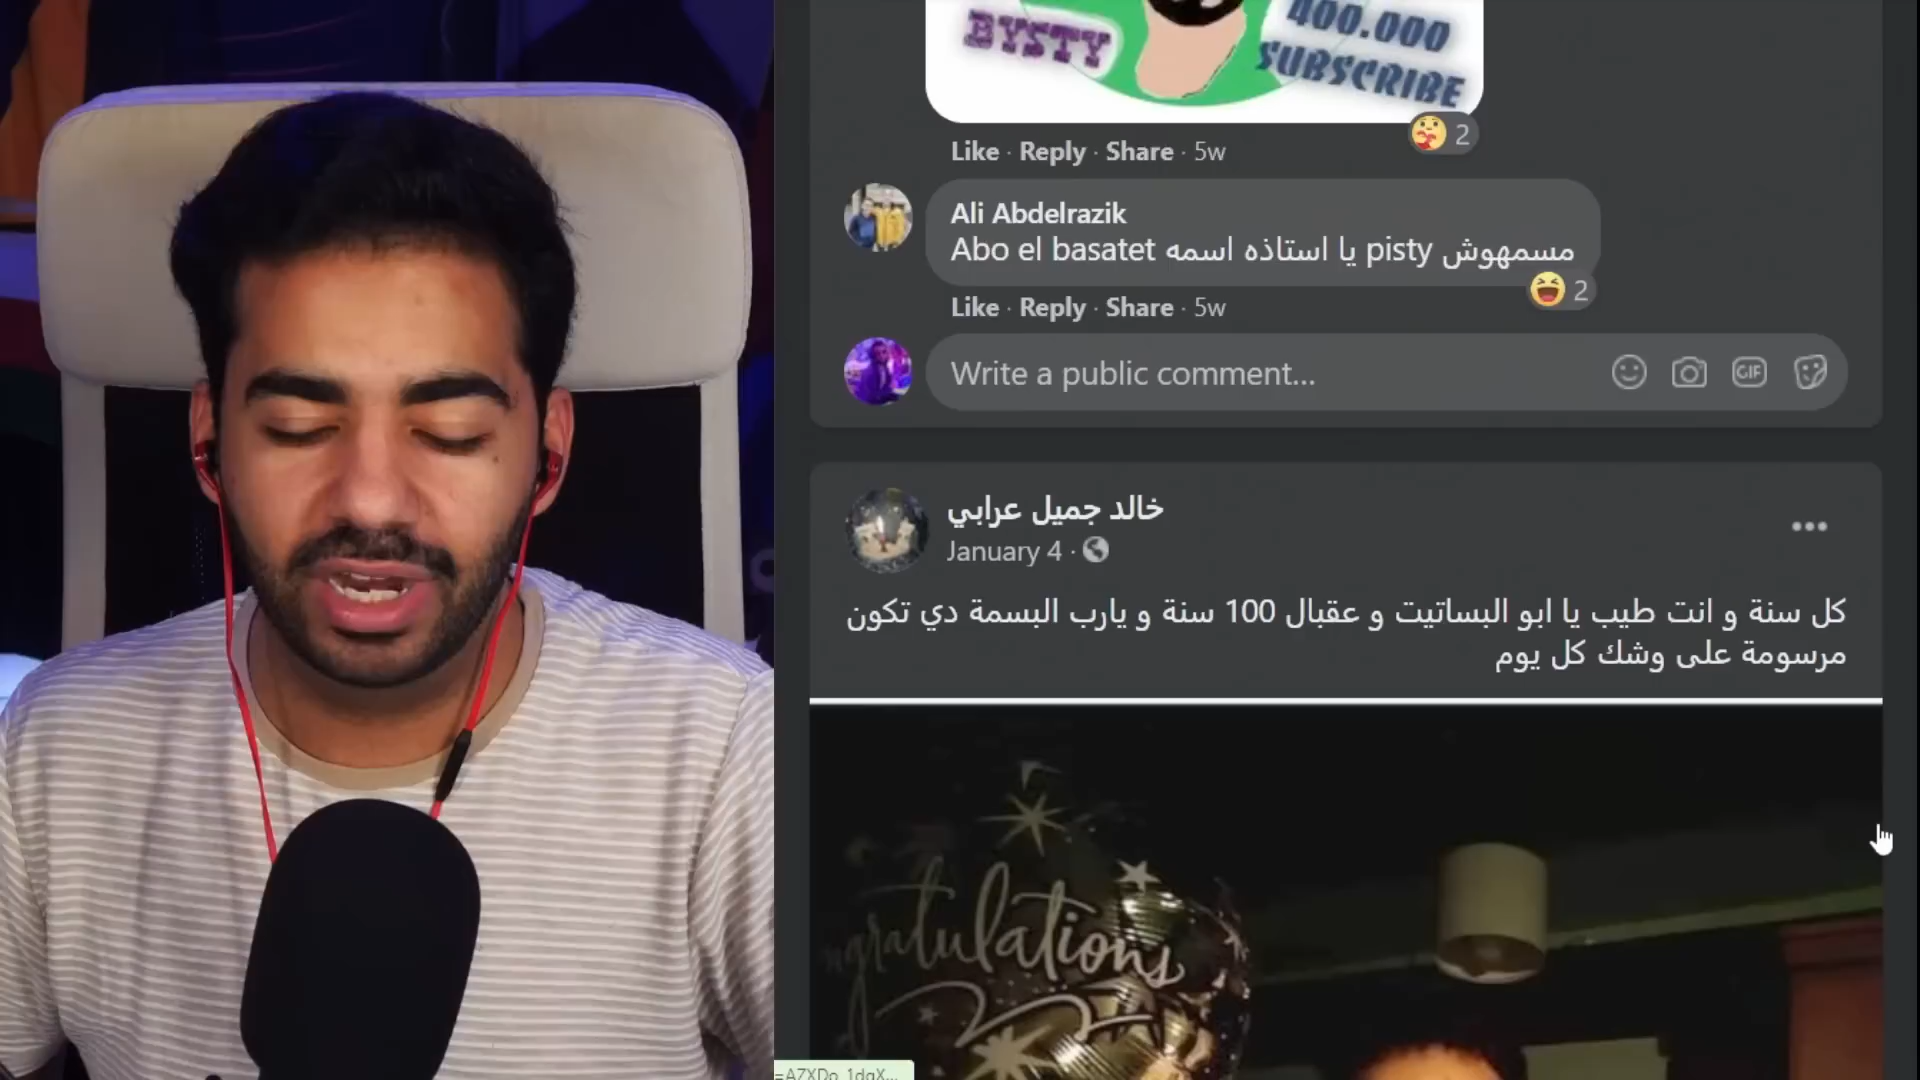 BYSTY
400.000
SUBSCRIBE
2
Like · Reply · Share · 5w
Ali Abdelrazik
مسمهوش pisty يا استاذه اسمه Abo el basatet
2
Like · Reply · Share · 5w
Write a public comment...
GIF
خالد جميل عرابي
January 4 ·
كل سنة و انت طيب يا ابو البساتيت و عقبال 100 سنة و يارب البسمة دي تكون
مرسومة على وشك كل يوم
ngratulations